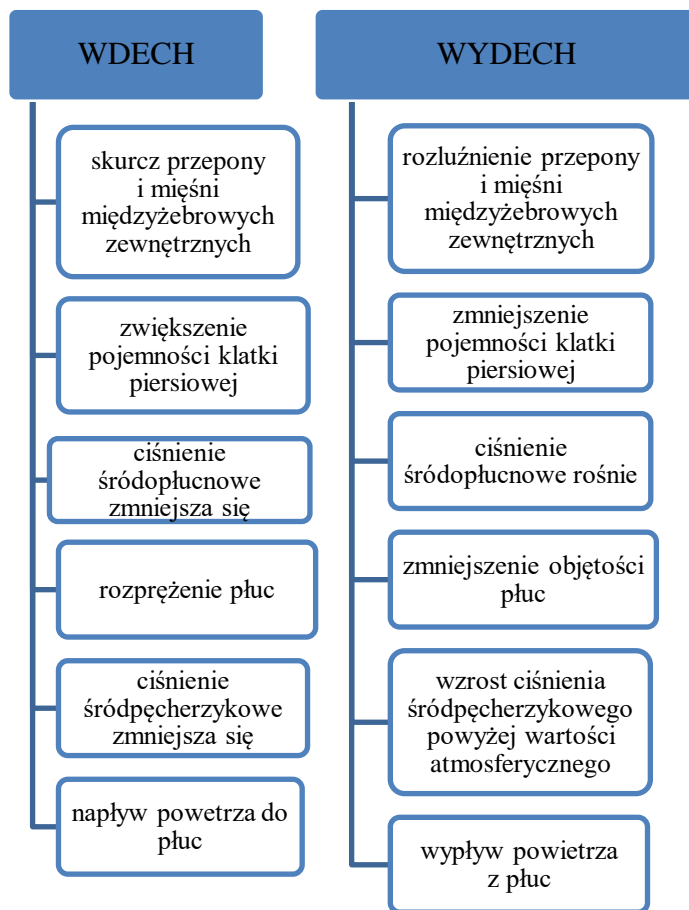 WDECH
skurcz przepony
i mięśni
międzyżebrowych
zewnętrznych
zwiększenie
pojemności klatki
piersiowej
ciśnienie
śródopłucnowe
zmniejsza się
rozprężenie płuc
ciśnienie
śródpęcherzykowe
zmniejsza się
napływ powetrza do
płuc
WYDECH
rozluźnienie przepony
i mięśni
międzyżebrowych
zewnętrznych
zmniejszenie
pojemności klatki
piersiowej
ciśnienie
śródopłucnowe rośnie
zmniejszenie objętości
płuc
wzrost ciśnienia
śródpęcherzykowego
powyżej wartości
atmosferycznego
wypływ powietrza
z płuc